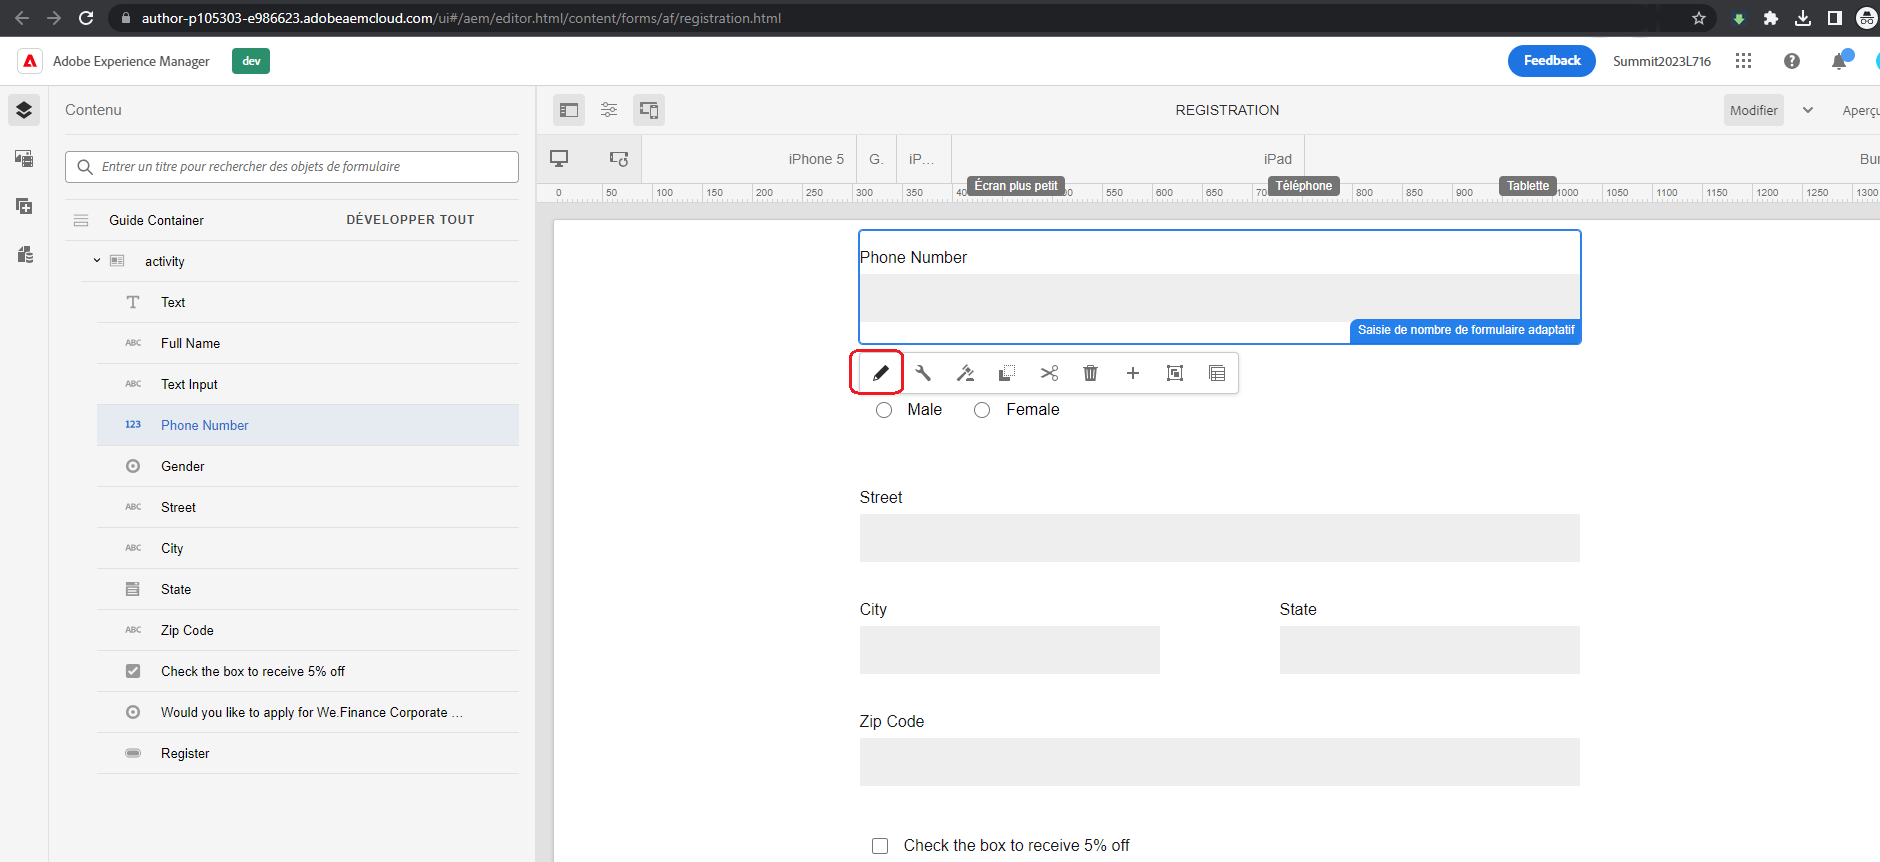 author-p105303-e986623.adobeaemcloud.com/ui#/aem/editor.html/content/forms/af/registration.html
Adobe Experience Manager
dev
Feedback
Summit2023L716
Contenu
Entrer un titre pour rechercher des objets de formulaire
Guide Container
DÉVELOPPER TOUT
activity
Text
ABC Full Name
ABC Text Input
123 Phone Number
Gender
ABC Street
ABC City
State
ABC Zip Code
Check the box to receive 5% off
Would you like to apply for We.Finance Corporate ...
Register
REGISTRATION
Modifier
Aperçu
iPhone 5
G.
iP...
iPad
Écran plus petit
Téléphone
Tablette
0 50 100 150 200 250 300 350 550 600 650 800 850 900 1000 1050 1100 1150 1200 1250 1300
Phone Number
Saisie de nombre de formulaire adaptatif
Male
Female
Street
City
State
Zip Code
Check the box to receive 5% off